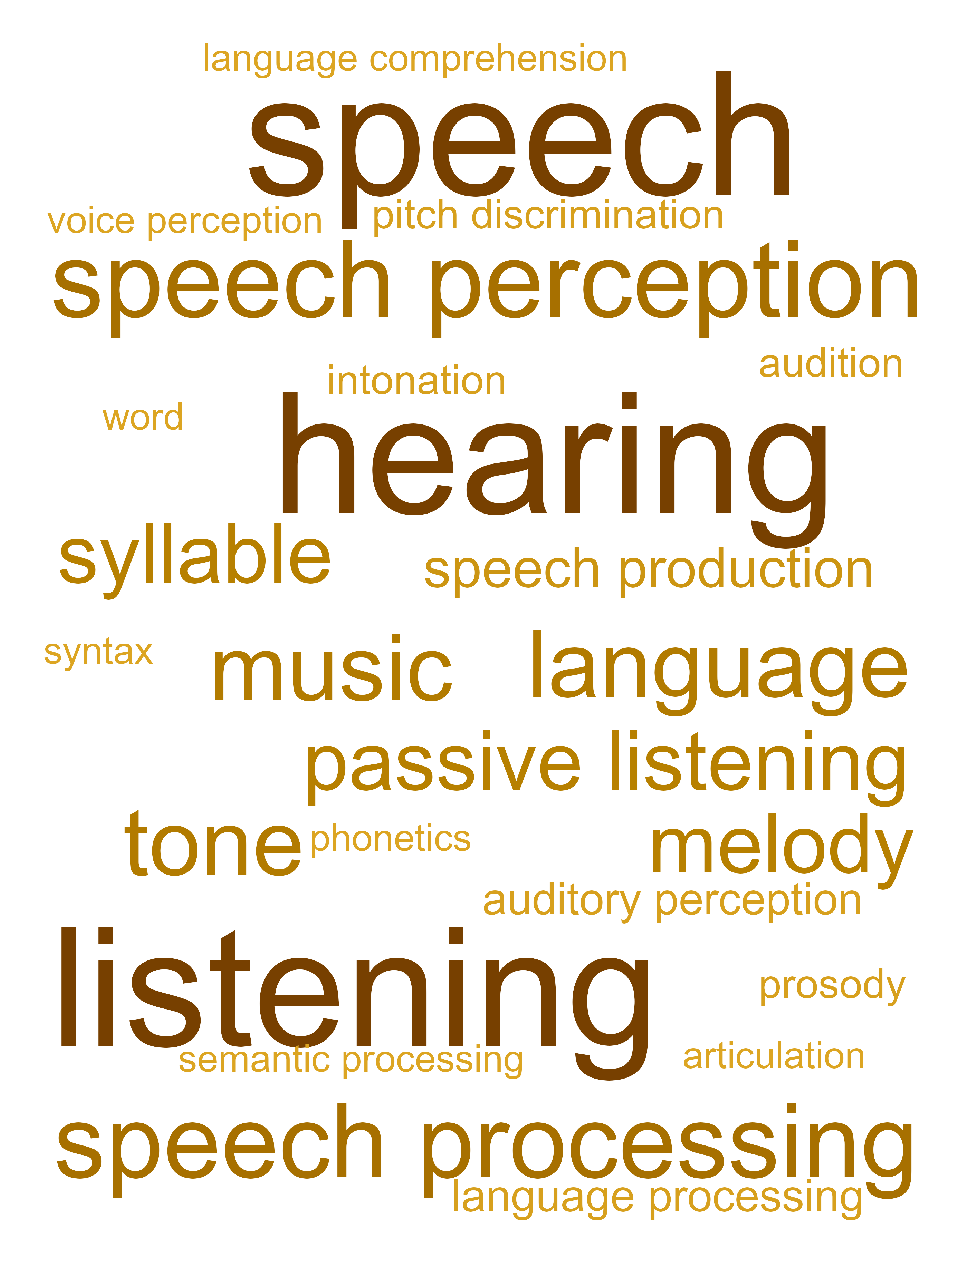 language comprehension
speech
voice perception
pitch discrimination
speech perception
audition
intonation
word
hearing
syllable
speech production
syntax
music
language
passive listening
tone
phonetics
melody
auditory perception
listening
prosody
semantic processing
articulation
speech processing
language processing